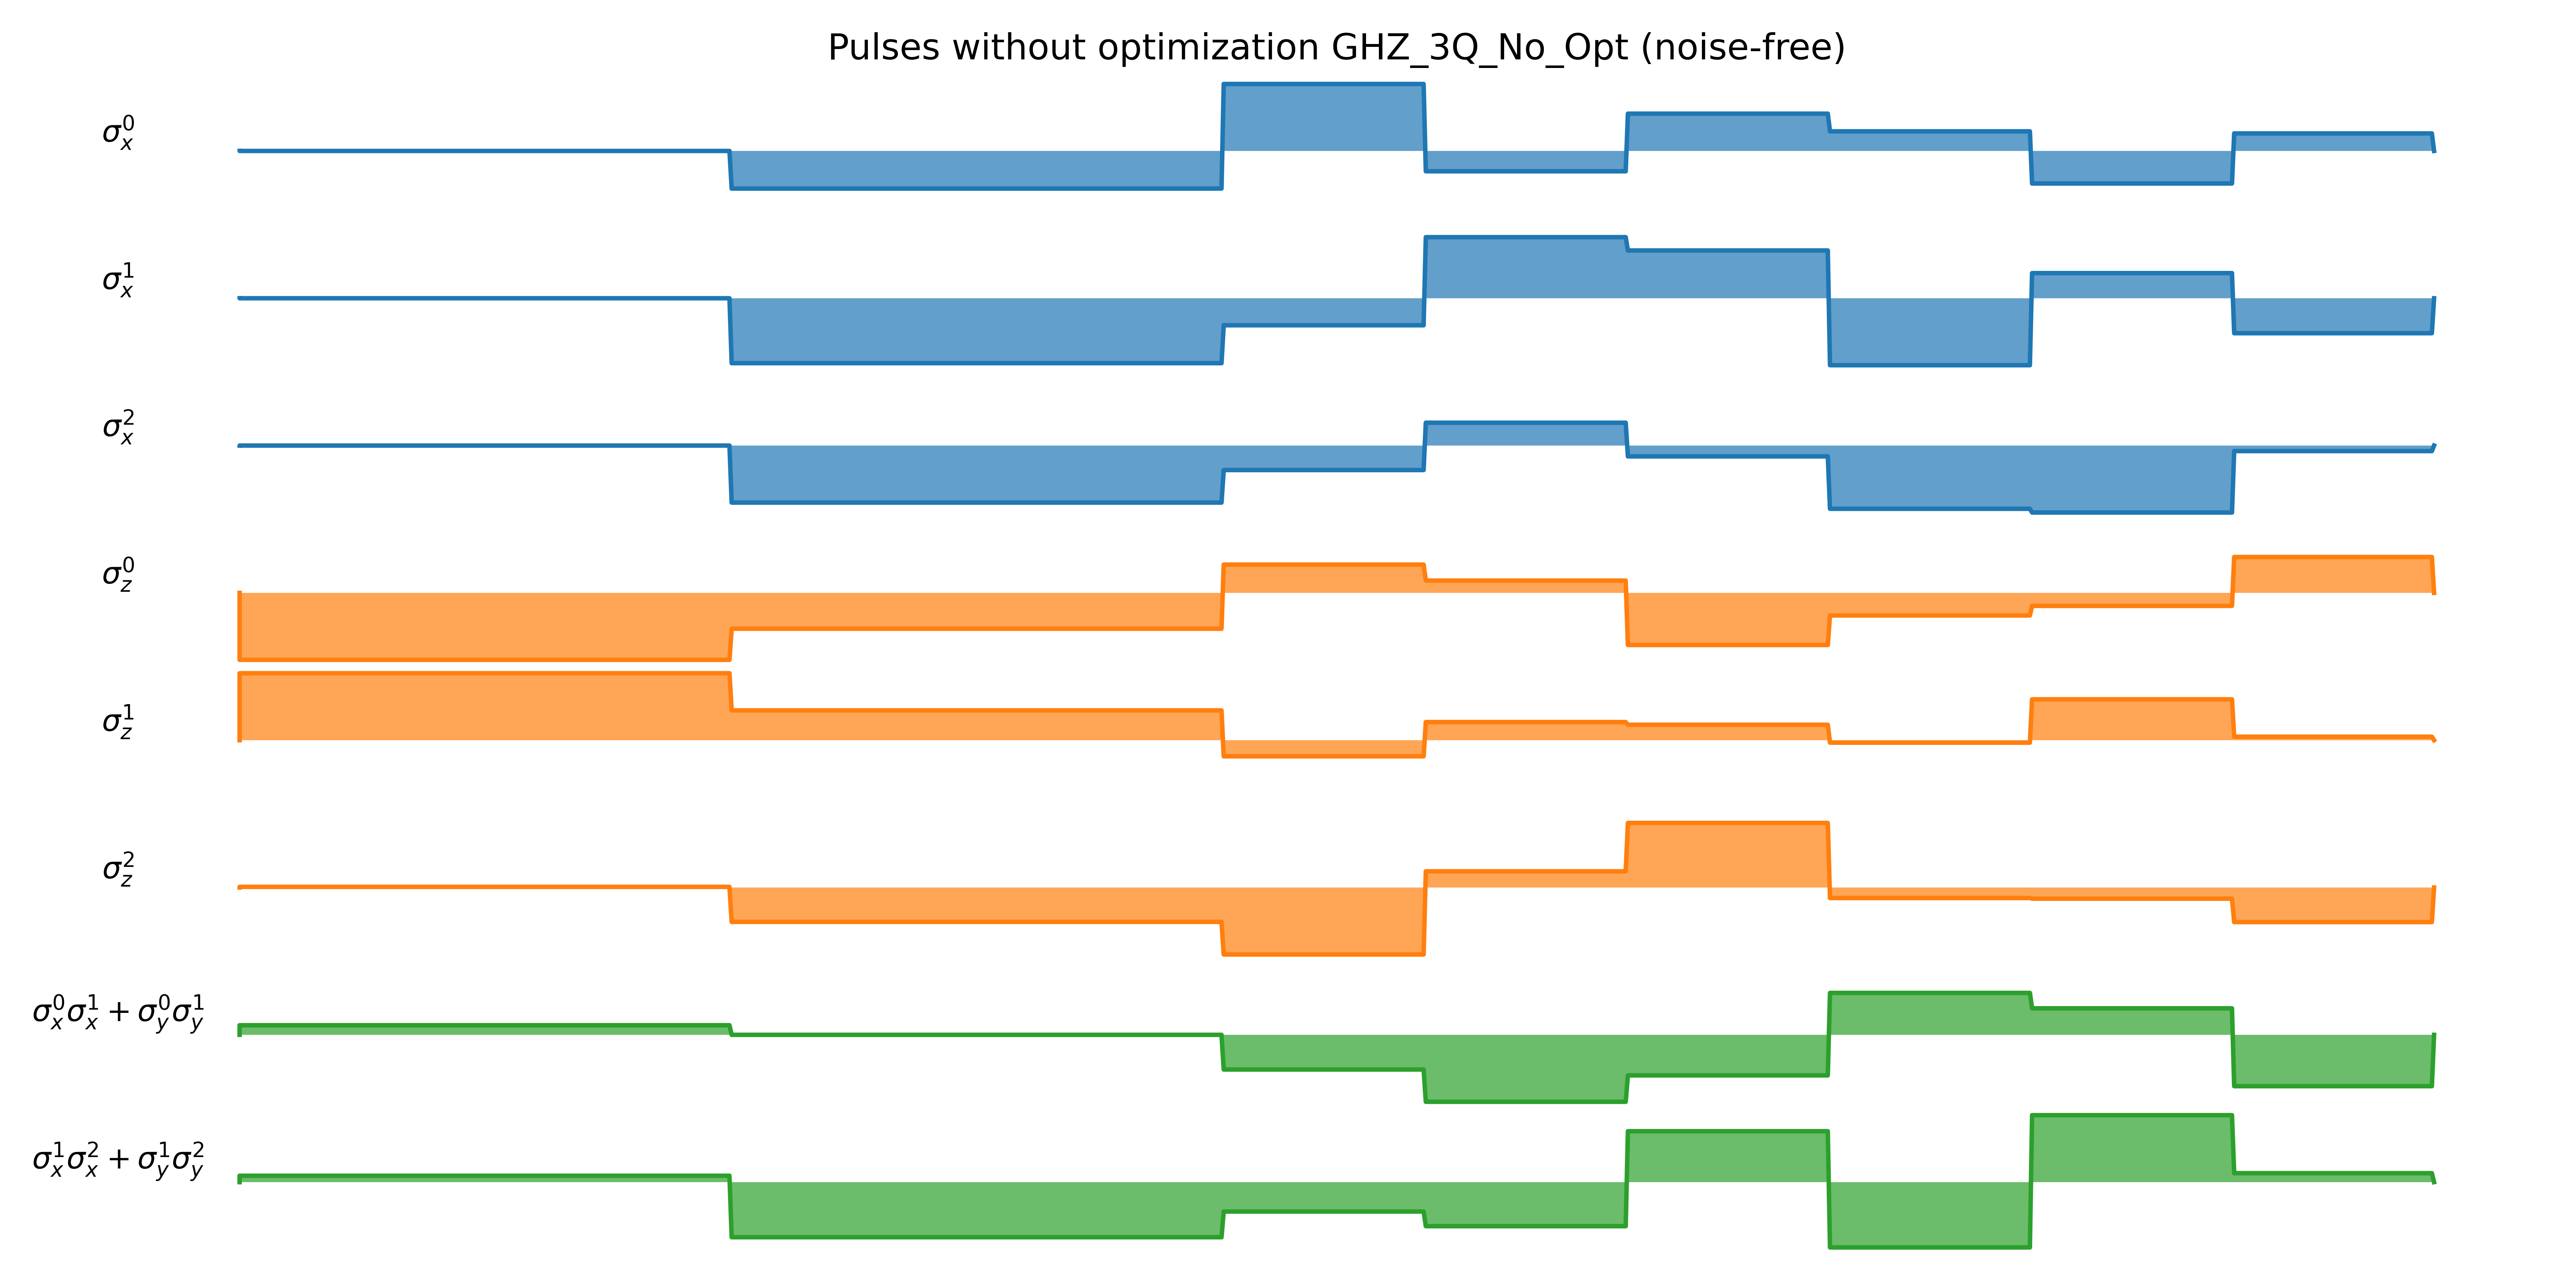 Pulses without optimization GHZ_3Q_No_Opt (noise-free)
σ_x^0
σ_x^1
σ_x^2
σ_z^0
σ_z^1
σ_z^2
σ_x^0σ_x^1 + σ_y^0σ_y^1
σ_x^1σ_x^2 + σ_y^1σ_y^2